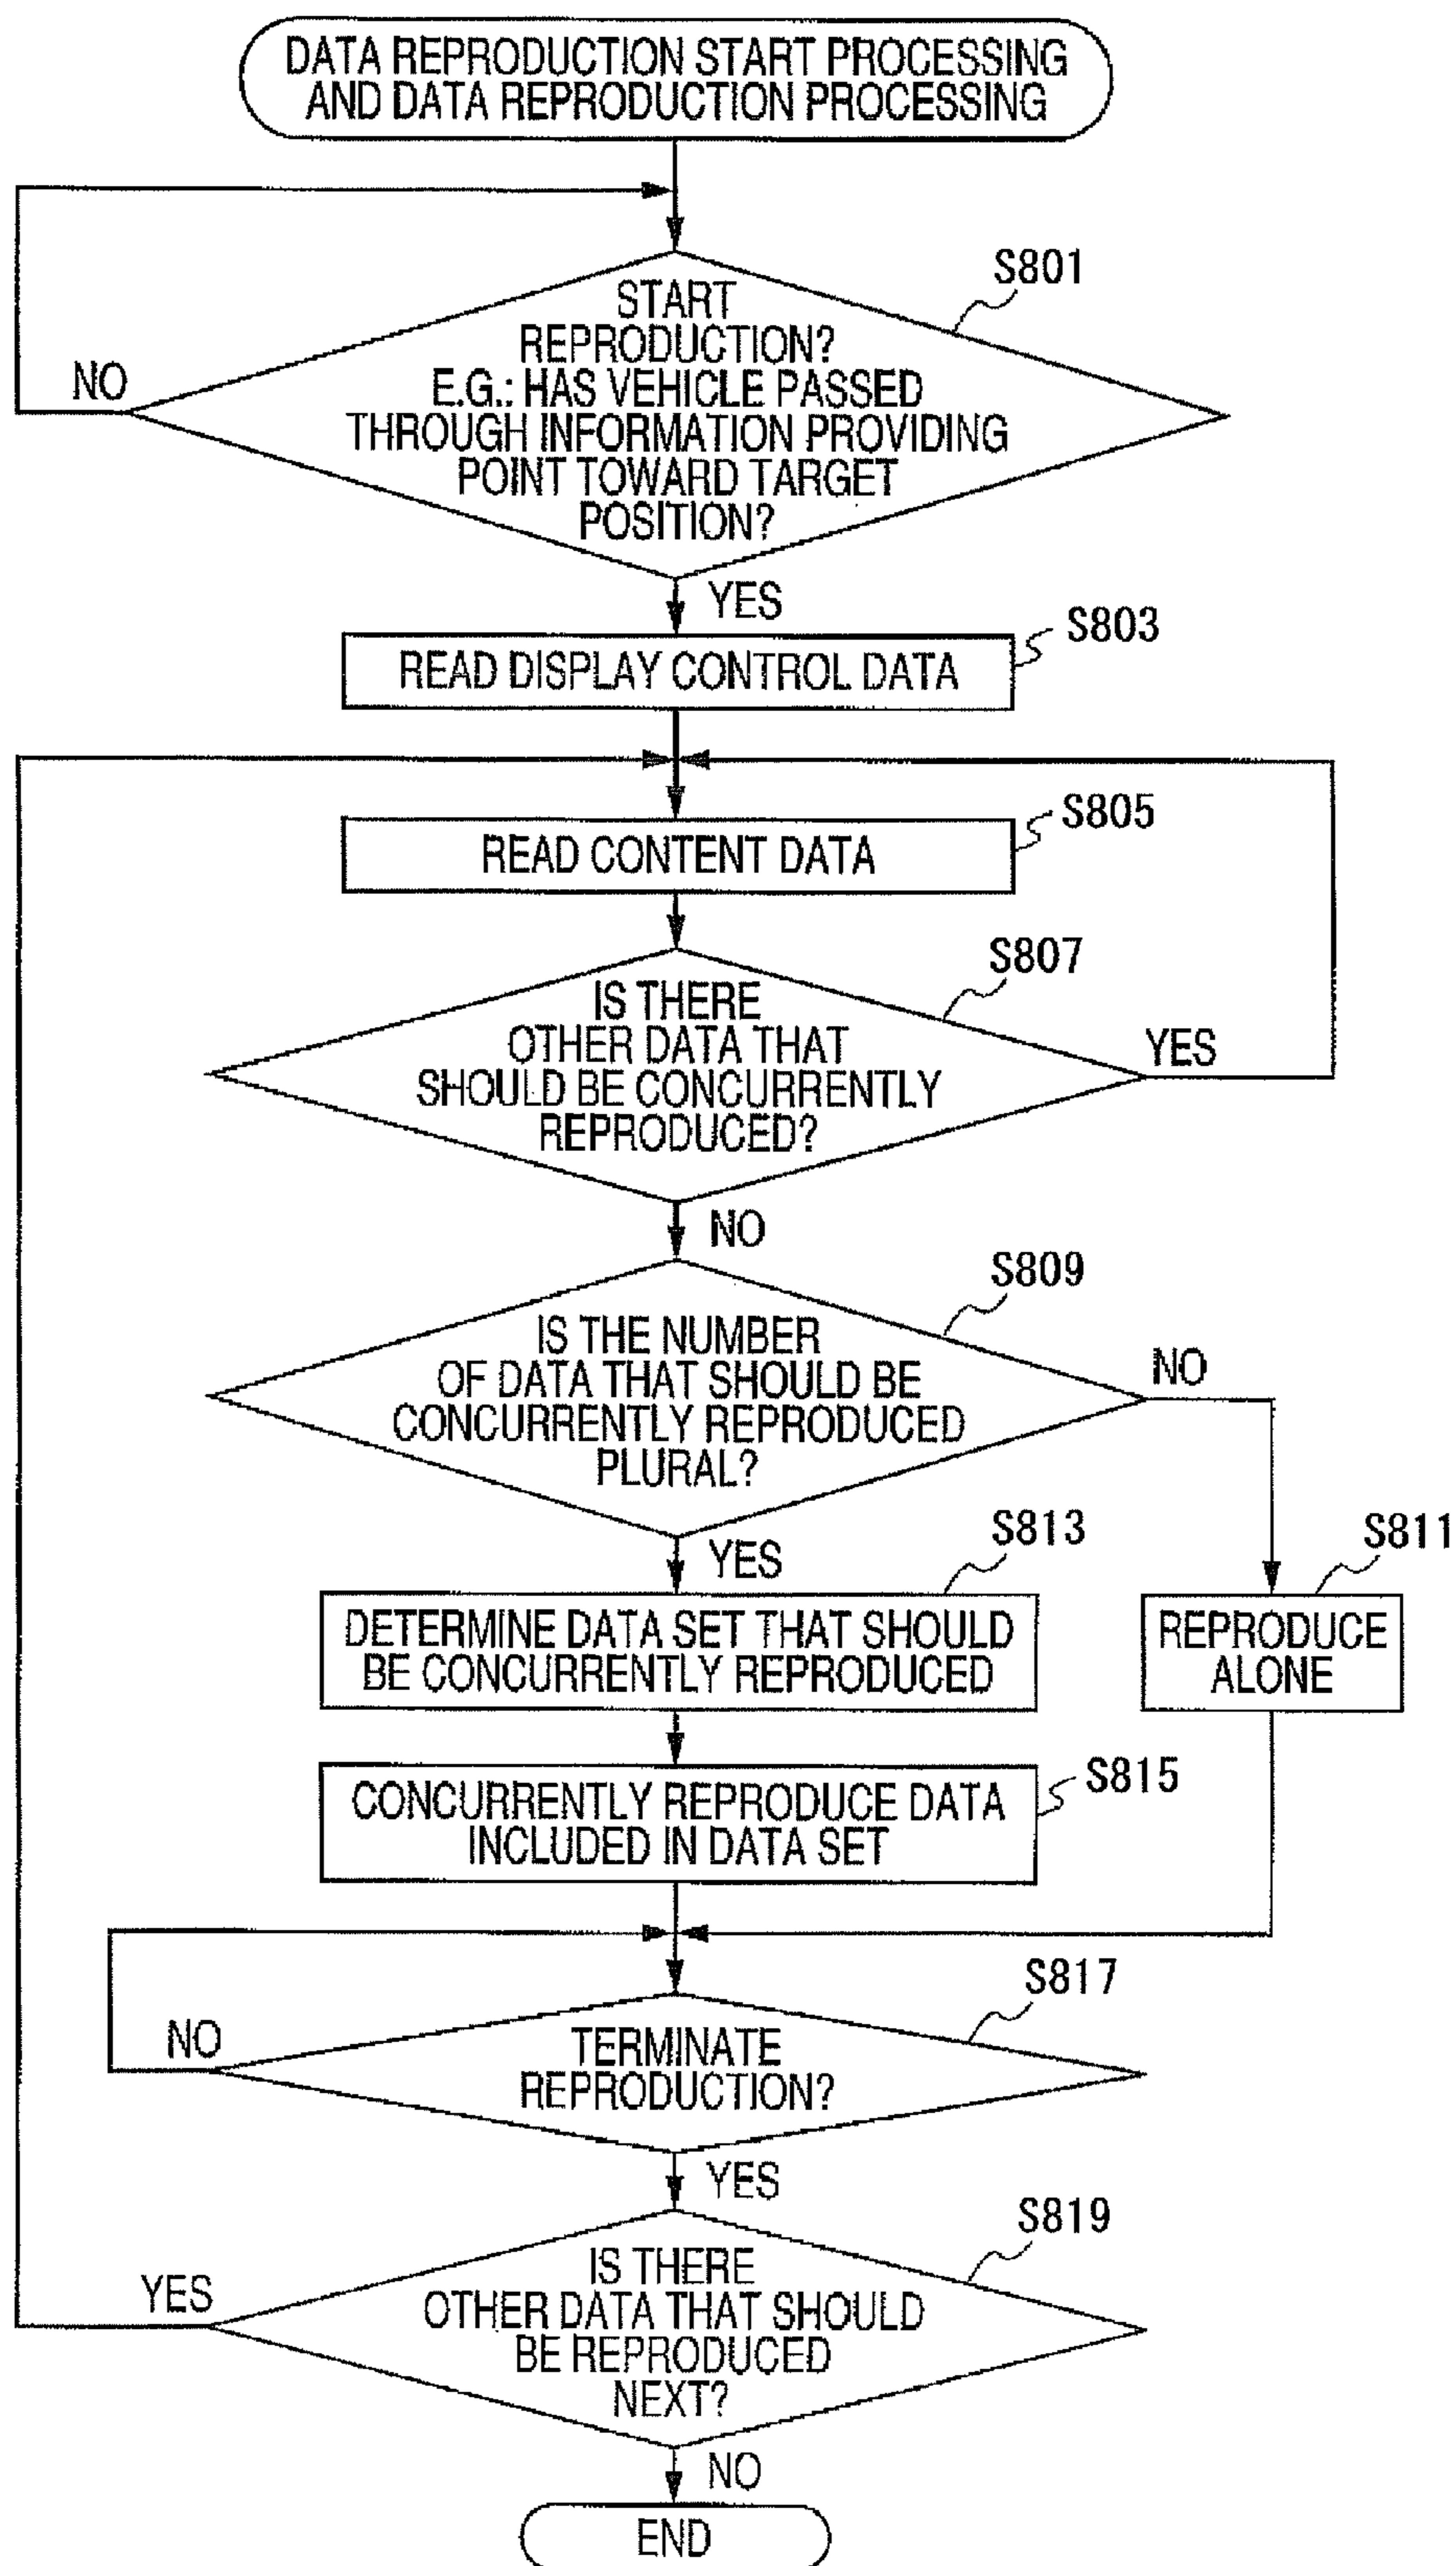 DATA REPRODUCTION START PROCESSING
AND DATA REPRODUCTION PROCESSING
S801
START
REPRODUCTION?
E.G.: HAS VEHICLE PASSED
THROUGH INFORMATION PROVIDING
POINT TOWARD TARGET
POSITION?
NO
YES
S803
READ DISPLAY CONTROL DATA
S805
READ CONTENT DATA
S807
IS THERE
OTHER DATA THAT
SHOULD BE CONCURRENTLY
REPRODUCED?
YES
NO
S809
IS THE NUMBER
OF DATA THAT SHOULD BE
CONCURRENTLY REPRODUCED
PLURAL?
NO
YES
S813
DETERMINE DATA SET THAT SHOULD
BE CONCURRENTLY REPRODUCED
S811
REPRODUCE
ALONE
S815
CONCURRENTLY REPRODUCE DATA
INCLUDED IN DATA SET
S817
TERMINATE
REPRODUCTION?
NO
YES
S819
IS THERE
OTHER DATA THAT SHOULD
BE REPRODUCED
NEXT?
YES
NO
END